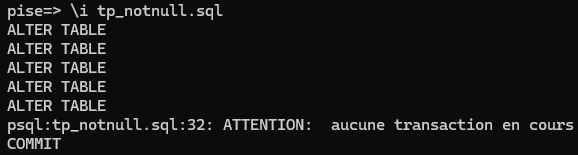 pise=> \i tp_notnull.sql
ALTER TABLE
ALTER TABLE
ALTER TABLE
ALTER TABLE
ALTER TABLE
psql:tp_notnull.sql:32: ATTENTION:  aucune transaction en cours
COMMIT